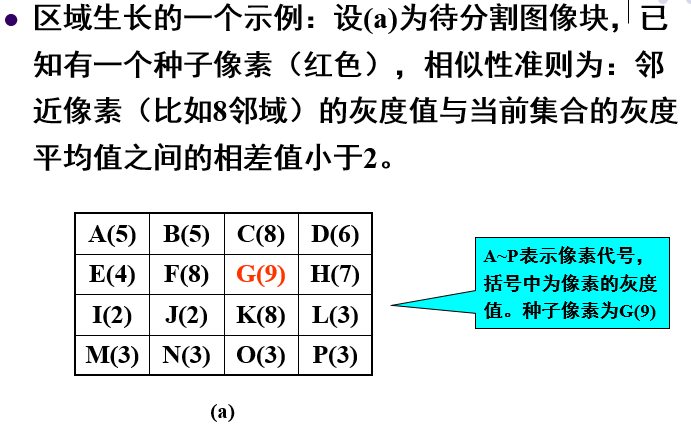 区域生长的一个示例：设(a)为待分割图像块，已
知有一个种子像素（红色），相似性准则为：邻
近像素（比如8邻域）的灰度值与当前集合的灰度
平均值之间的相差值小于2。
A(5) B(5) C(8) D(6)
E(4) F(8) G(9) H(7)
I(2) J(2) K(8) L(3)
M(3) N(3) O(3) P(3)
A~P表示像素代号，
括号中为像素的灰度
值。种子像素为G(9)
(a)